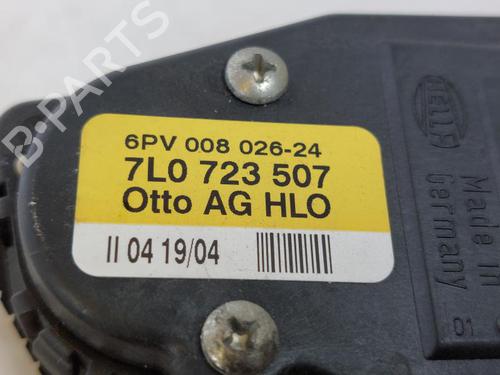 6PV 008 026-24
7L0 723 507
Otto AG HLO
II 04 19/04
HELLA
Made in
Germany
01
B-PARTS